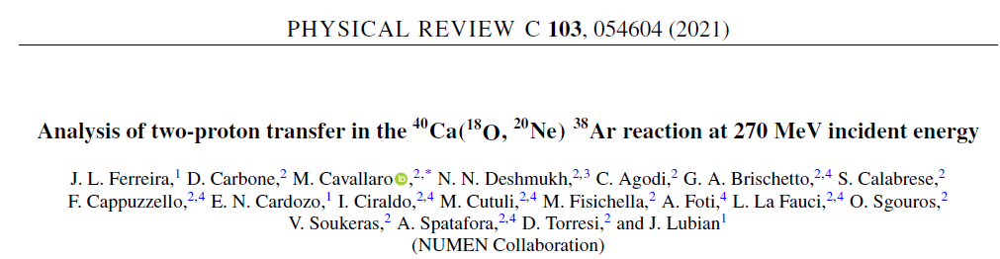 PHYSICAL REVIEW C 103, 054604 (2021)
Analysis of two-proton transfer in the ⁴⁰Ca(¹⁸O, ²⁰Ne) ³⁸Ar reaction at 270 MeV incident energy
J. L. Ferreira,¹ D. Carbone,² M. Cavallaro iD,²,* N. N. Deshmukh,²,³ C. Agodi,² G. A. Brischetto,²,⁴ S. Calabrese,²
F. Cappuzzello,²,⁴ E. N. Cardozo,¹ I. Ciraldo,²,⁴ M. Cutuli,²,⁴ M. Fisichella,² A. Foti,⁴ L. La Fauci,²,⁴ O. Sgouros,²
V. Soukeras,² A. Spatafora,²,⁴ D. Torresi,² and J. Lubian¹
(NUMEN Collaboration)